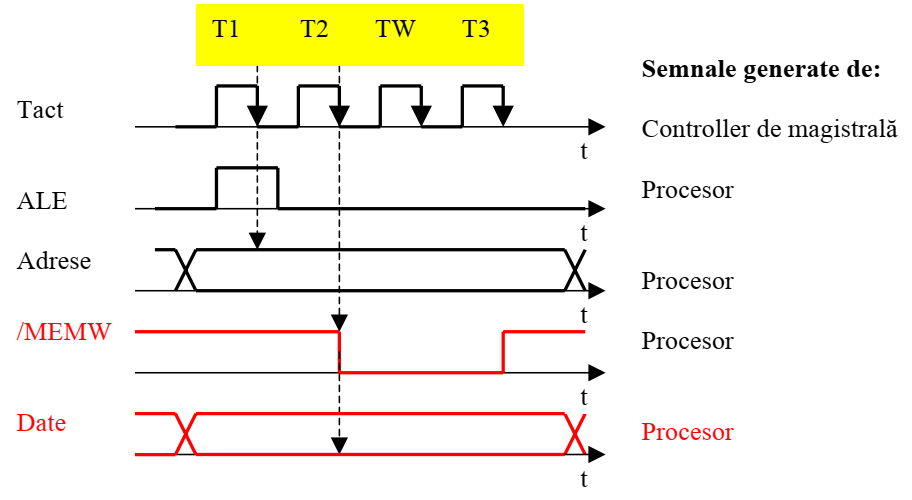 T1 T2 TW T3
Semnale generate de:
Tact
Controller de magistrală
t
ALE
Procesor
t
Adrese
Procesor
t
/MEMW
Procesor
t
Date
Procesor
t